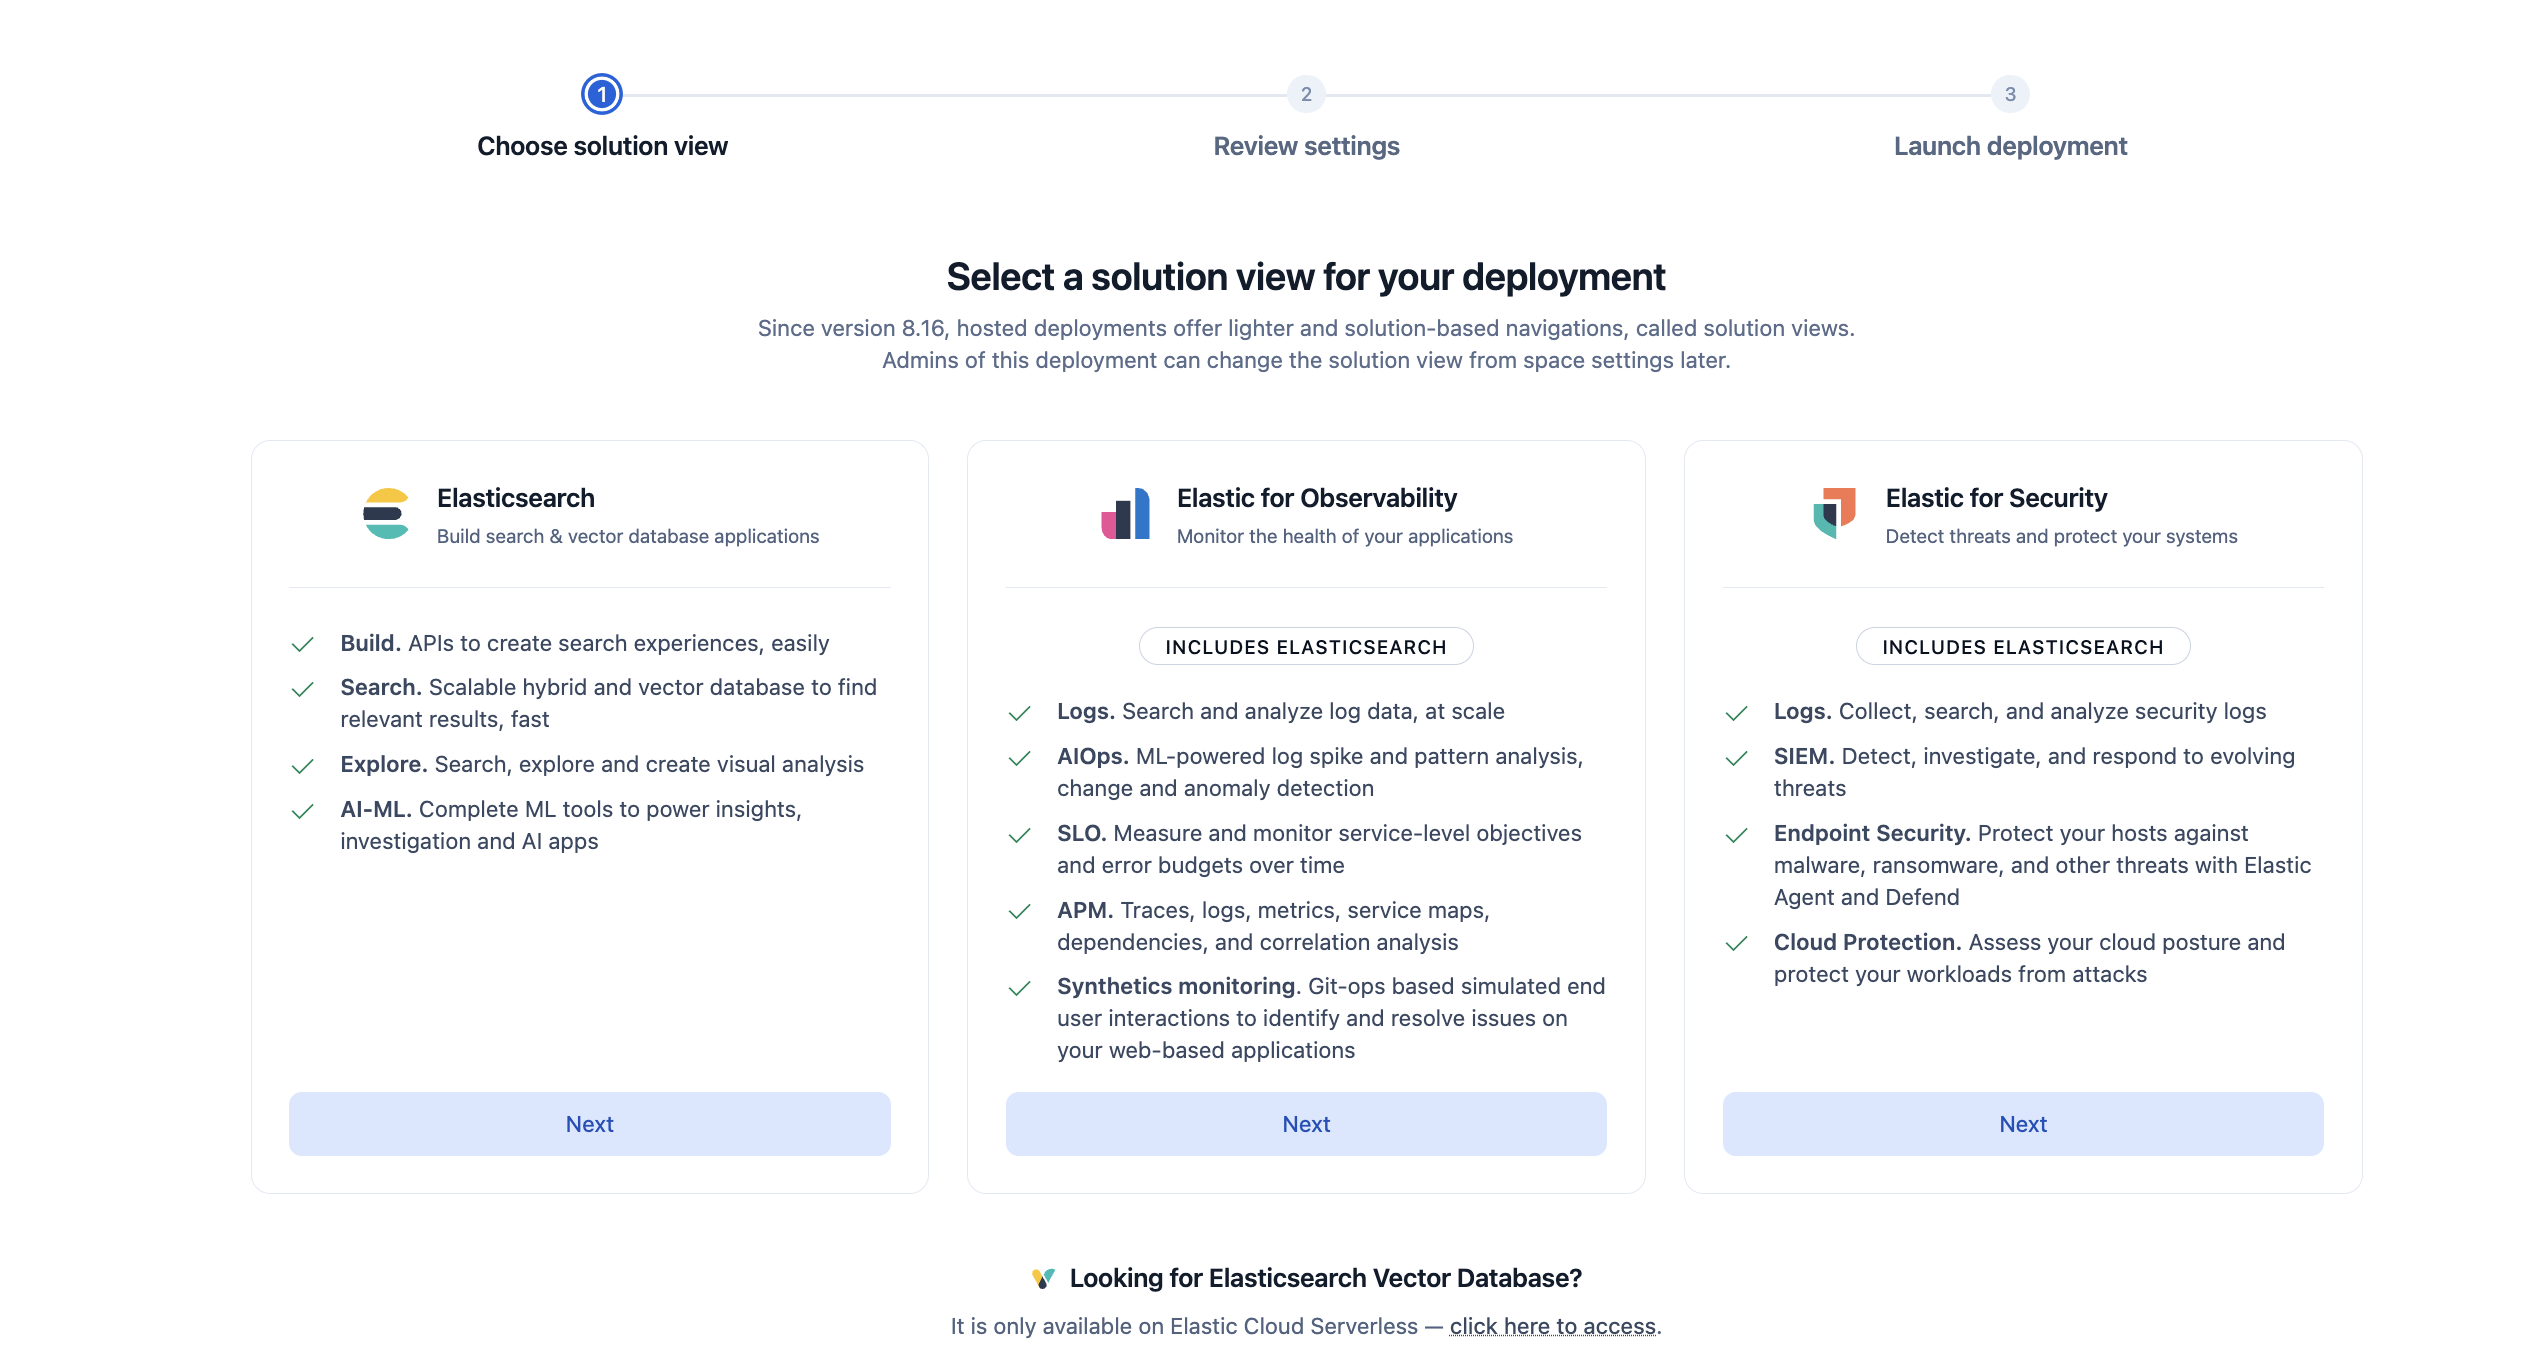 1
2
3
Choose solution view
Review settings
Launch deployment
Select a solution view for your deployment
Since version 8.16, hosted deployments offer lighter and solution-based navigations, called solution views.
Admins of this deployment can change the solution view from space settings later.
Elasticsearch
Build search & vector database applications
Build. APIs to create search experiences, easily
Search. Scalable hybrid and vector database to find
relevant results, fast
Explore. Search, explore and create visual analysis
AI-ML. Complete ML tools to power insights,
investigation and AI apps
Next
Elastic for Observability
Monitor the health of your applications
INCLUDES ELASTICSEARCH
Logs. Search and analyze log data, at scale
AIOps. ML-powered log spike and pattern analysis,
change and anomaly detection
SLO. Measure and monitor service-level objectives
and error budgets over time
APM. Traces, logs, metrics, service maps,
dependencies, and correlation analysis
Synthetics monitoring. Git-ops based simulated end
user interactions to identify and resolve issues on
your web-based applications
Next
Elastic for Security
Detect threats and protect your systems
INCLUDES ELASTICSEARCH
Logs. Collect, search, and analyze security logs
SIEM. Detect, investigate, and respond to evolving
threats
Endpoint Security. Protect your hosts against
malware, ransomware, and other threats with Elastic
Agent and Defend
Cloud Protection. Assess your cloud posture and
protect your workloads from attacks
Next
Looking for Elasticsearch Vector Database?
It is only available on Elastic Cloud Serverless — click here to access.